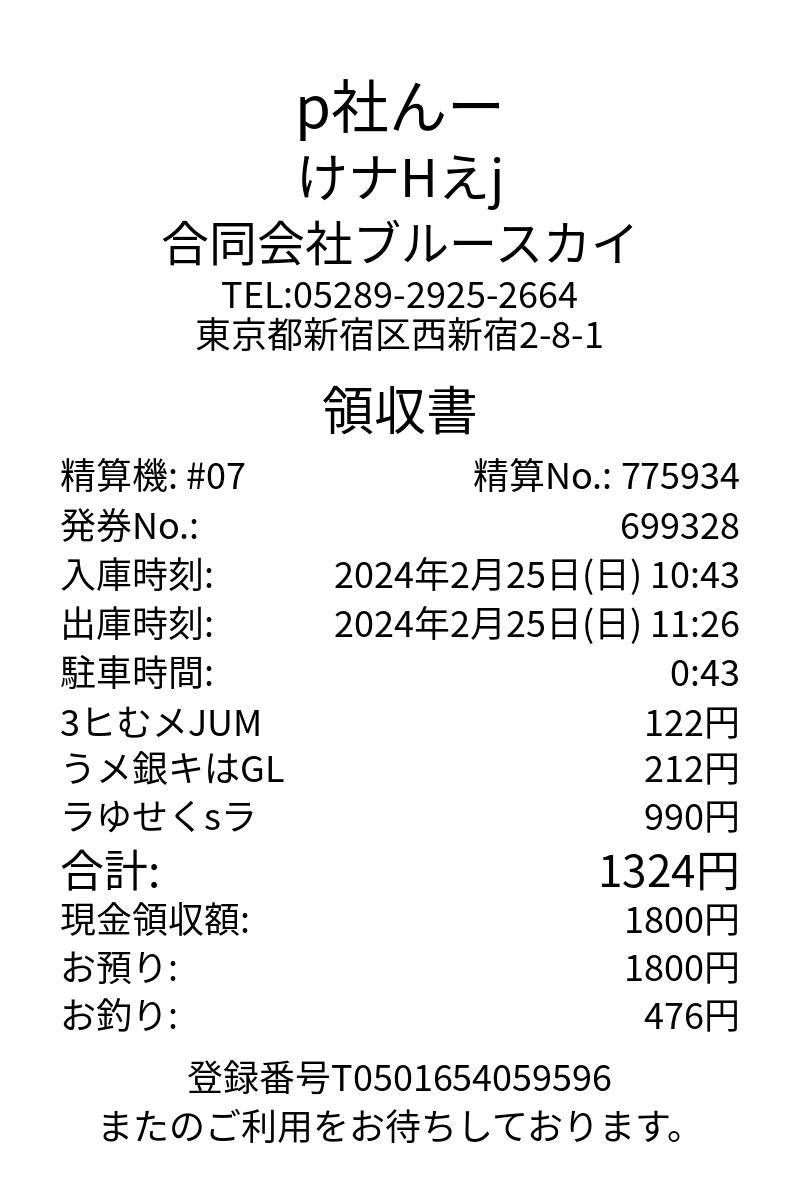 p社んー
けナHえj
合同会社ブルースカイ
TEL:05289-2925-2664
東京都新宿区西新宿2-8-1
領収書
精算機: #07 精算No.: 775934
発券No.: 699328
入庫時刻: 2024年2月25日(日) 10:43
出庫時刻: 2024年2月25日(日) 11:26
駐車時間: 0:43
3ヒむメJUM 122円
うメ銀キはGL 212円
ラゆせくsラ 990円
合計: 1324円
現金領収額: 1800円
お預り: 1800円
お釣り: 476円
登録番号T0501654059596
またのご利用をお待ちしております。